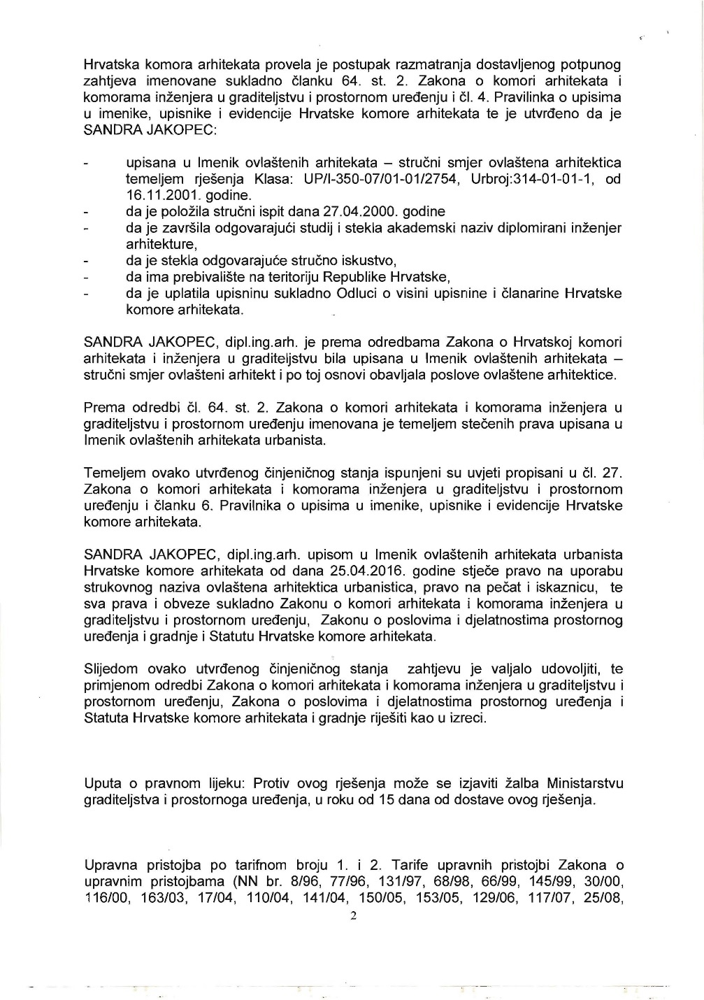 Hrvatska komora arhitekata provela je postupak razmatranja dostavljenog potpunog
zahtjeva imenovane sukladno članku 64. st. 2. Zakona o komori arhitekata i
komorama inženjera u graditeljstvu i prostornom uređenju i čl. 4. Pravilinka o upisima
u imenike, upisnike i evidencije Hrvatske komore arhitekata te je utvrđeno da je
SANDRA JAKOPEC:
- upisana u Imenik ovlaštenih arhitekata – stručni smjer ovlaštena arhitektica
temeljem rješenja Klasa: UP/I-350-07/01-01/2754, Urbroj:314-01-01-1, od
16.11.2001. godine.
- da je položila stručni ispit dana 27.04.2000. godine
- da je završila odgovarajući studij i stekla akademski naziv diplomirani inženjer
arhitekture,
- da je stekla odgovarajuće stručno iskustvo,
- da ima prebivalište na teritoriju Republike Hrvatske,
- da je uplatila upisninu sukladno Odluci o visini upisnine i članarine Hrvatske
komore arhitekata.
SANDRA JAKOPEC, dipl.ing.arh. je prema odredbama Zakona o Hrvatskoj komori
arhitekata i inženjera u graditeljstvu bila upisana u Imenik ovlaštenih arhitekata –
stručni smjer ovlašteni arhitekt i po toj osnovi obavljala poslove ovlaštene arhitektice.
Prema odredbi čl. 64. st. 2. Zakona o komori arhitekata i komorama inženjera u
graditeljstvu i prostornom uređenju imenovana je temeljem stečenih prava upisana u
Imenik ovlaštenih arhitekata urbanista.
Temeljem ovako utvrđenog činjeničnog stanja ispunjeni su uvjeti propisani u čl. 27.
Zakona o komori arhitekata i komorama inženjera u graditeljstvu i prostornom
uređenju i članku 6. Pravilnika o upisima u imenike, upisnike i evidencije Hrvatske
komore arhitekata.
SANDRA JAKOPEC, dipl.ing.arh. upisom u Imenik ovlaštenih arhitekata urbanista
Hrvatske komore arhitekata od dana 25.04.2016. godine stječe pravo na uporabu
strukovnog naziva ovlaštena arhitektica urbanistica, pravo na pečat i iskaznicu, te
sva prava i obveze sukladno Zakonu o komori arhitekata i komorama inženjera u
graditeljstvu i prostornom uređenju, Zakonu o poslovima i djelatnostima prostornog
uređenja i gradnje i Statutu Hrvatske komore arhitekata.
Slijedom ovako utvrđenog činjeničnog stanja zahtjevu je valjalo udovoljiti, te
primjenom odredbi Zakona o komori arhitekata i komorama inženjera u graditeljstvu i
prostornom uređenju, Zakona o poslovima i djelatnostima prostornog uređenja i
Statuta Hrvatske komore arhitekata i gradnje riješiti kao u izreci.
Uputa o pravnom lijeku: Protiv ovog rješenja može se izjaviti žalba Ministarstvu
graditeljstva i prostornoga uređenja, u roku od 15 dana od dostave ovog rješenja.
Upravna pristojba po tarifnom broju 1. i 2. Tarife upravnih pristojbi Zakona o
upravnim pristojbama (NN br. 8/96, 77/96, 131/97, 68/98, 66/99, 145/99, 30/00,
116/00, 163/03, 17/04, 110/04, 141/04, 150/05, 153/05, 129/06, 117/07, 25/08,
2